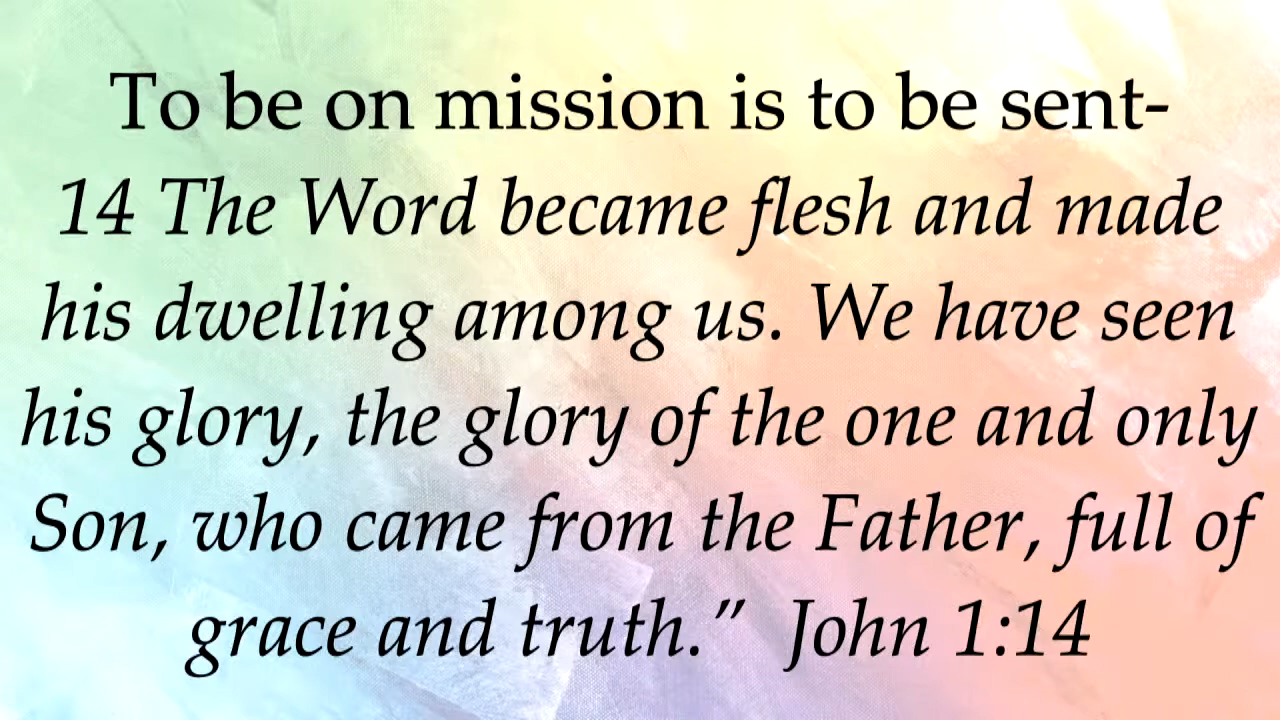 To be on mission is to be sent-
14 The Word became flesh and made
his dwelling among us. We have seen
his glory, the glory of the one and only
Son, who came from the Father, full of
grace and truth.”  John 1:14